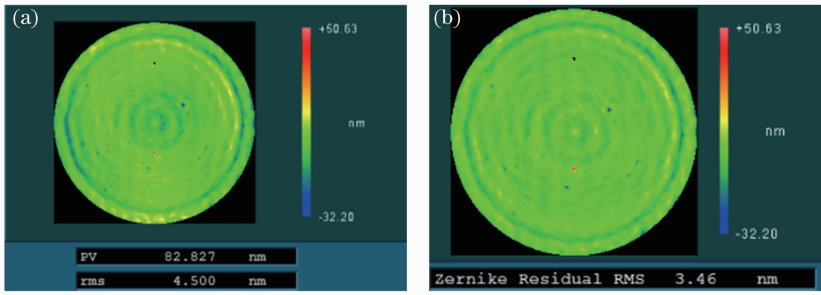 (a)
+50.63
nm
-32.20
PV 82.827 nm
rms 4.500 nm
(b)
+50.63
nm
-32.20
Zernike Residual RMS 3.46 nm